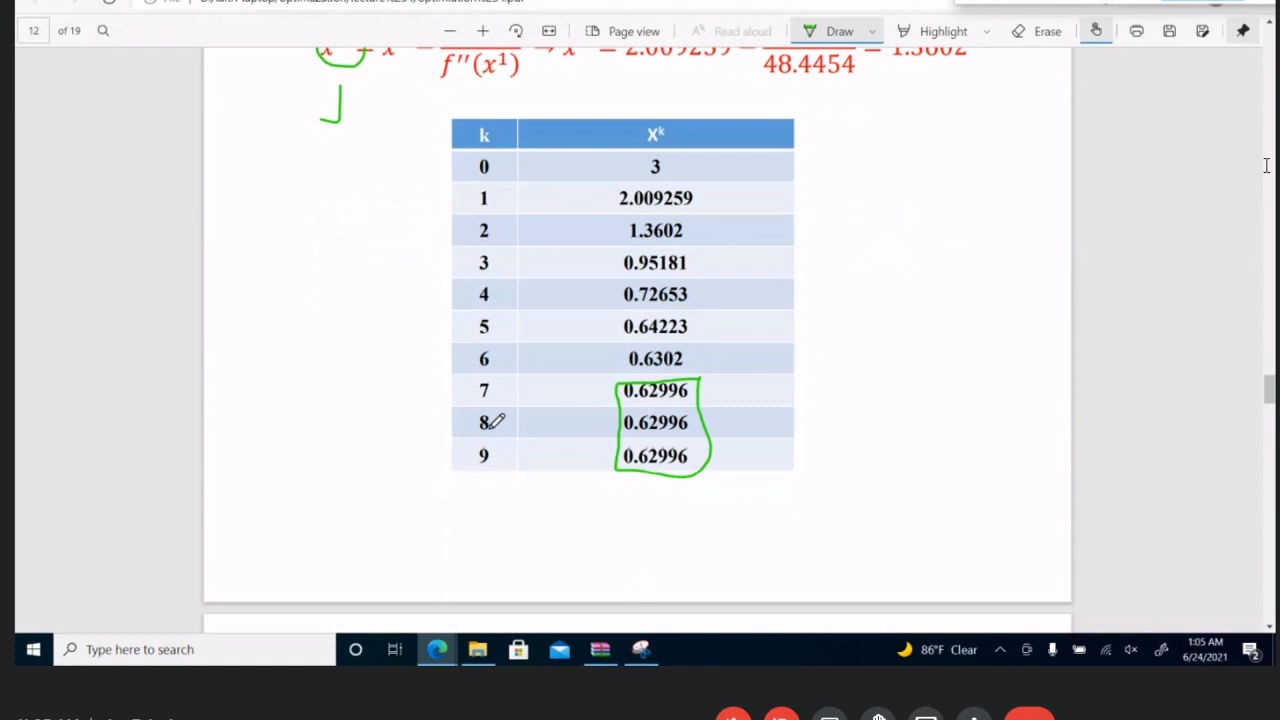 12 of 19 Page view Read aloud Draw Highlight Erase
f''(x¹) 48.4454
k Xᵏ
0 3
1 2.009259
2 1.3602
3 0.95181
4 0.72653
5 0.64223
6 0.6302
7 0.62996
8 0.62996
9 0.62996
Type here to search 86°F Clear 1:05 AM
6/24/2021 2